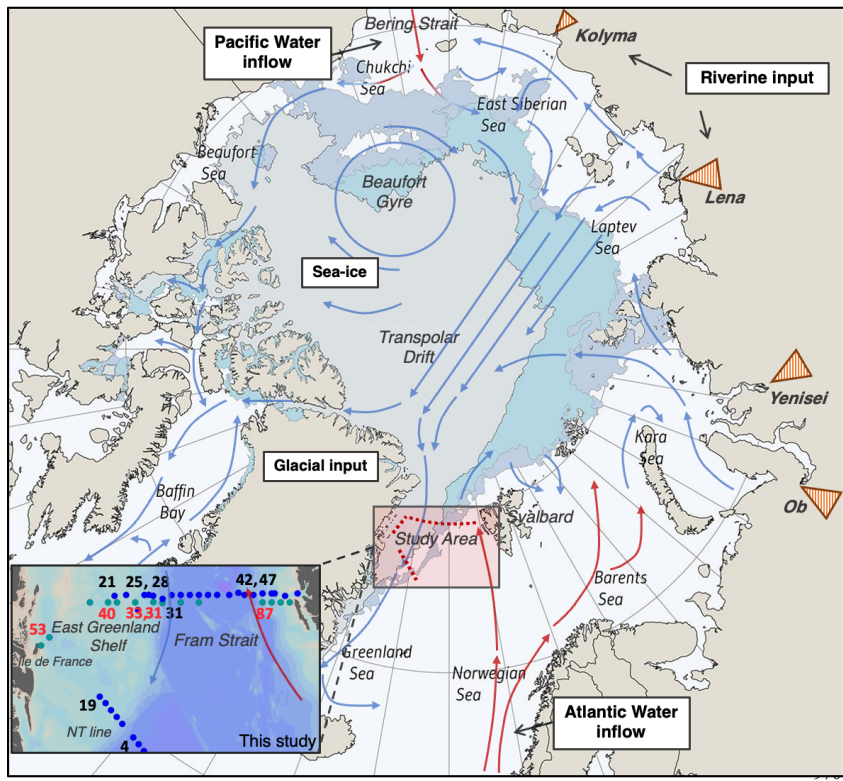 Bering Strait
Kolyma
Pacific Water
inflow
Chukchi
Sea
Riverine input
East Siberian
Sea
Beaufort
Sea
Beaufort
Gyre
Lena
Laptev
Sea
Sea-ice
Transpolar
Drift
Yenisei
Kara
Sea
Glacial input
Ob
Baffin
Bay
Svalbard
Study Area
Barents
Sea
21
25, 28
42, 47
40
33,31
31
87
53
East Greenland
Shelf
Fram Strait
Ile de France
Greenland
Sea
Norwegian
Sea
19
NT line
4
This study
Atlantic Water
inflow